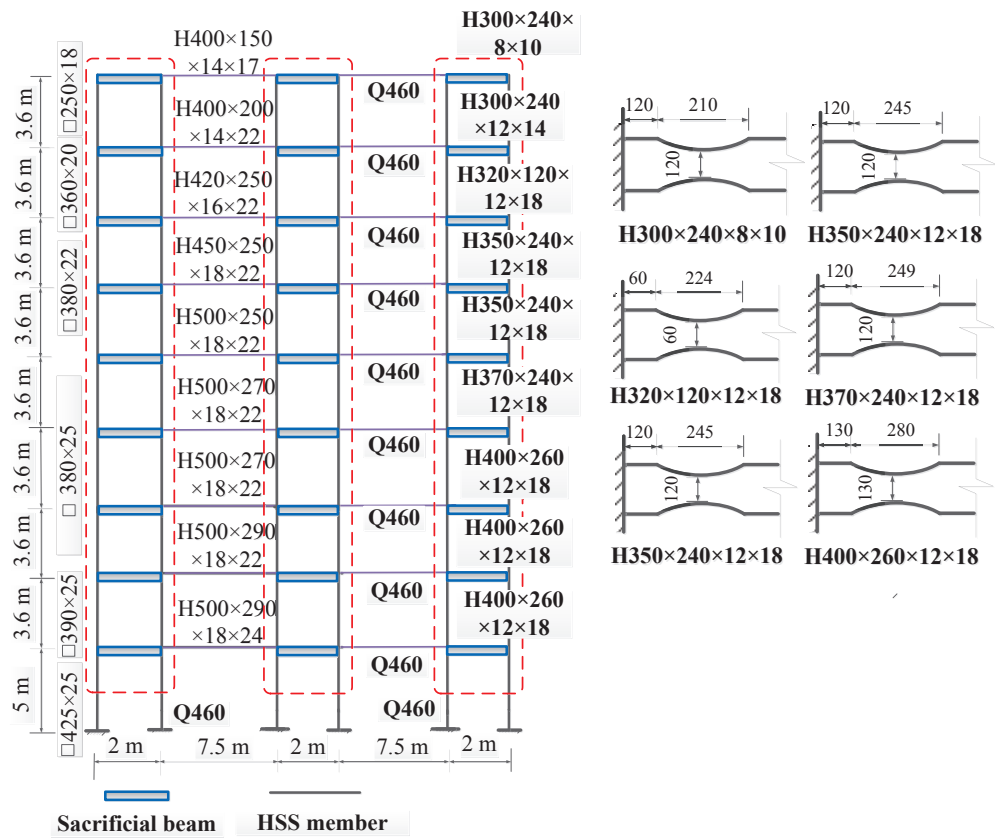 H400×150
×14×17
H400×200
×14×22
H420×250
×16×22
H450×250
×18×22
H500×250
×18×22
H500×270
×18×22
H500×270
×18×22
H500×290
×18×22
H500×290
×18×24
H300×240×
8×10
H300×240
×12×14
H320×120×
12×18
H350×240×
12×18
H350×240×
12×18
H370×240×
12×18
H400×260
×12×18
H400×260
×12×18
H400×260
×12×18
Q460
Q460
Q460
Q460
Q460
Q460
Q460
Q460
Q460
Q460
Q460
3.6 m
3.6 m
3.6 m
3.6 m
3.6 m
3.6 m
3.6 m
3.6 m
5 m
□250×18
□360×20
□380×22
□380×25
□390×25
□425×25
2 m
7.5 m
2 m
7.5 m
2 m
Sacrificial beam
HSS member
120
210
120
H300×240×8×10
120
245
120
H350×240×12×18
60
224
60
H320×120×12×18
120
249
120
H370×240×12×18
120
245
120
H350×240×12×18
130
280
130
H400×260×12×18